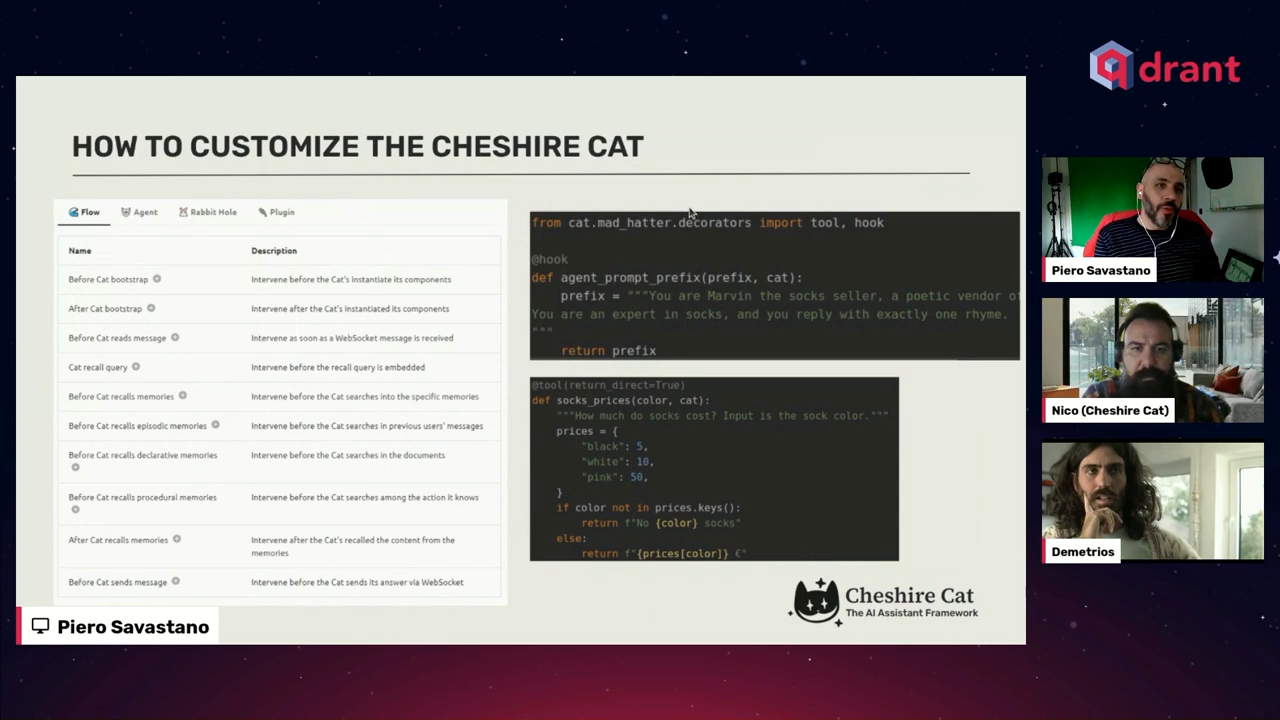 qdrant
HOW TO CUSTOMIZE THE CHESHIRE CAT
Flow Agent Rabbit Hole Plugin
Name Description
Before Cat bootstrap Intervene before the Cat's instantiate its components
After Cat bootstrap Intervene after the Cat's instantiated its components
Before Cat reads message Intervene as soon as a WebSocket message is received
Cat recall query Intervene before the recall query is embedded
Before Cat recalls memories Intervene before the Cat searches into the specific memories
Before Cat recalls episodic memories Intervene before the Cat searches in previous users' messages
Before Cat recalls declarative memories Intervene before the Cat searches in the documents
Before Cat recalls procedural memories Intervene before the Cat searches among the action it knows
After Cat recalls memories Intervene after the Cat's recalled the content from the
memories
Before Cat sends message Intervene before the Cat sends its answer via WebSocket
from cat.mad_hatter.decorators import tool, hook
@hook
def agent_prompt_prefix(prefix, cat):
prefix = """You are Marvin the socks seller, a poetic vendor of
You are an expert in socks, and you reply with exactly one rhyme.
"""
return prefix
@tool(return_direct=True)
def socks_prices(color, cat):
"""How much do socks cost? Input is the sock color."""
prices = {
"black": 5,
"white": 10,
"pink": 50,
}
if color not in prices.keys():
return f"No {color} socks"
else:
return f"{prices[color]} €"
Cheshire Cat
The AI Assistant Framework
Piero Savastano
Piero Savastano
Nico (Cheshire Cat)
Demetrios